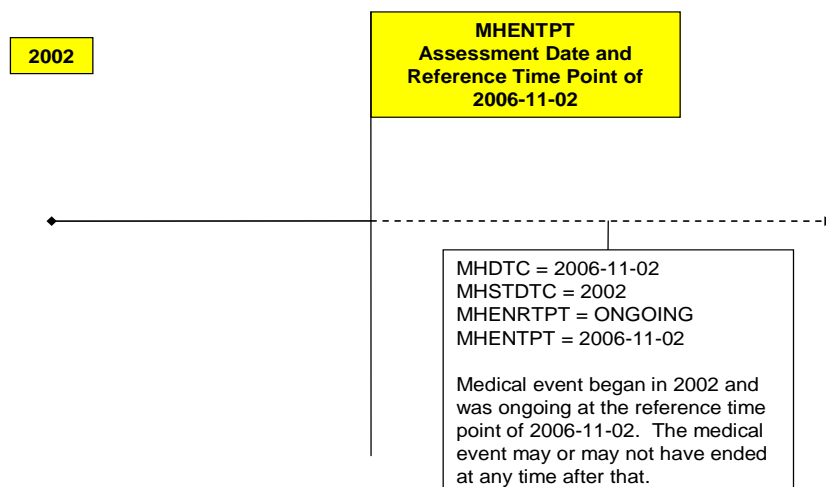 2002
MHENTPT
Assessment Date and
Reference Time Point of
2006-11-02
MHDTC = 2006-11-02
MHSTDTC = 2002
MHENRTPT = ONGOING
MHENTPT = 2006-11-02
Medical event began in 2002 and
was ongoing at the reference time
point of 2006-11-02.  The medical
event may or may not have ended
at any time after that.